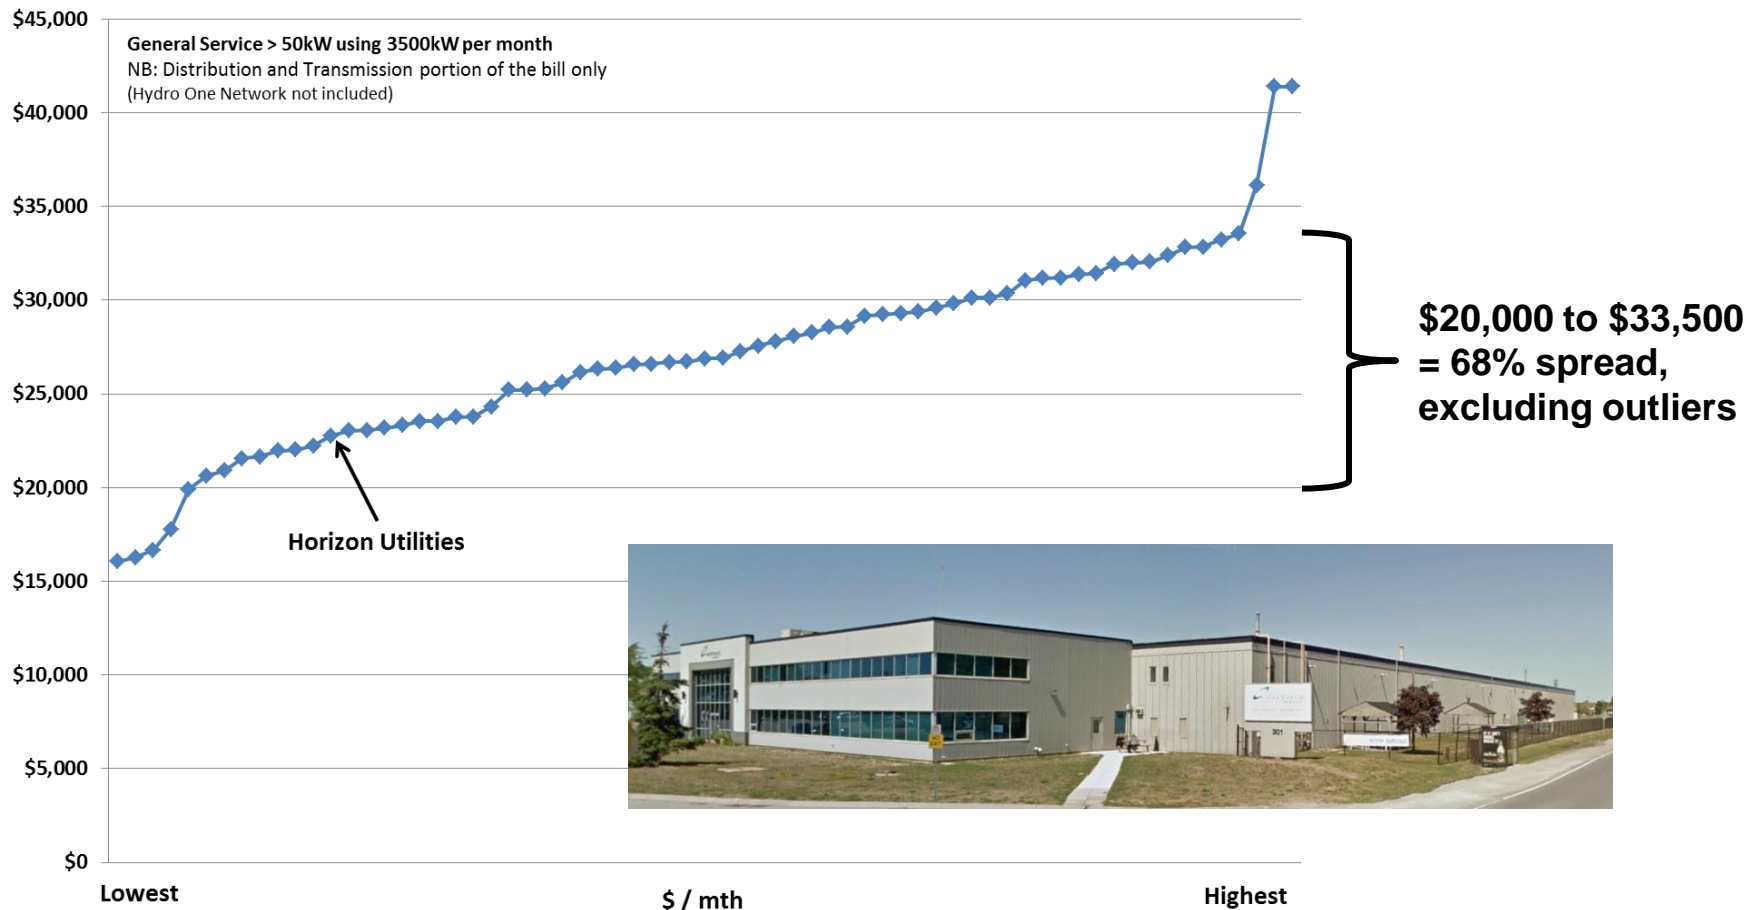 $45,000
$40,000
$35,000
$30,000
$25,000
$20,000
$15,000
$10,000
$5,000
$0
General Service > 50kW using 3500kW per month
NB: Distribution and Transmission portion of the bill only
(Hydro One Network not included)
Horizon Utilities
$20,000 to $33,500
= 68% spread,
excluding outliers
301
Lowest
$ / mth
Highest